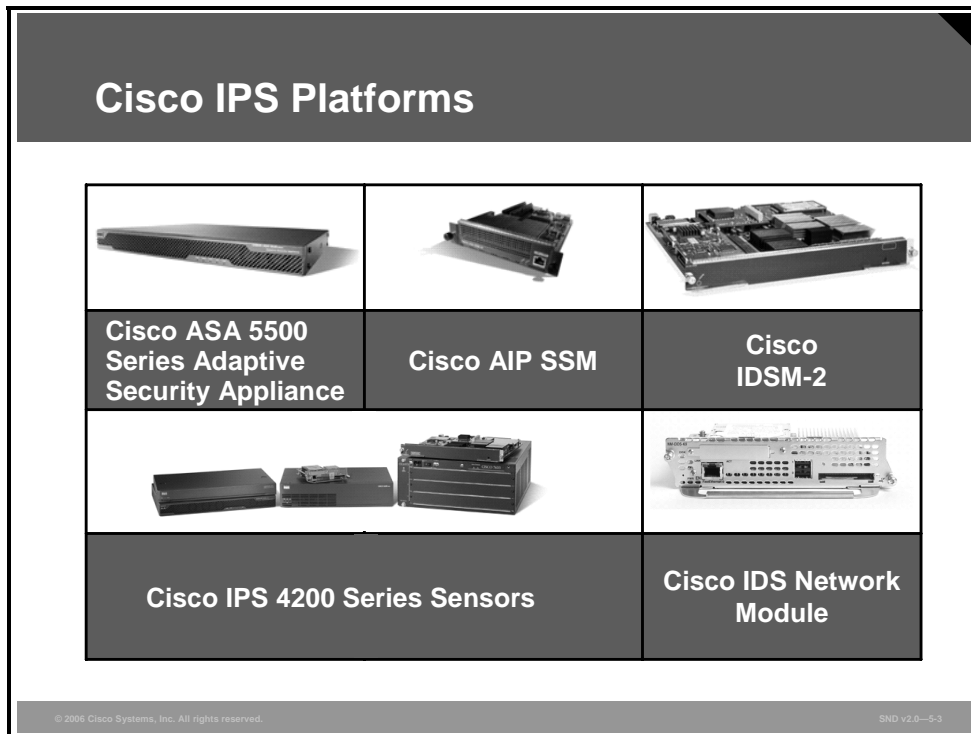 Cisco IPS Platforms
Cisco ASA 5500
Series Adaptive
Security Appliance
Cisco AIP SSM
Cisco
IDSM-2
Cisco IPS 4200 Series Sensors
Cisco IDS Network
Module
© 2006 Cisco Systems, Inc. All rights reserved.
SND v2.0—5-3